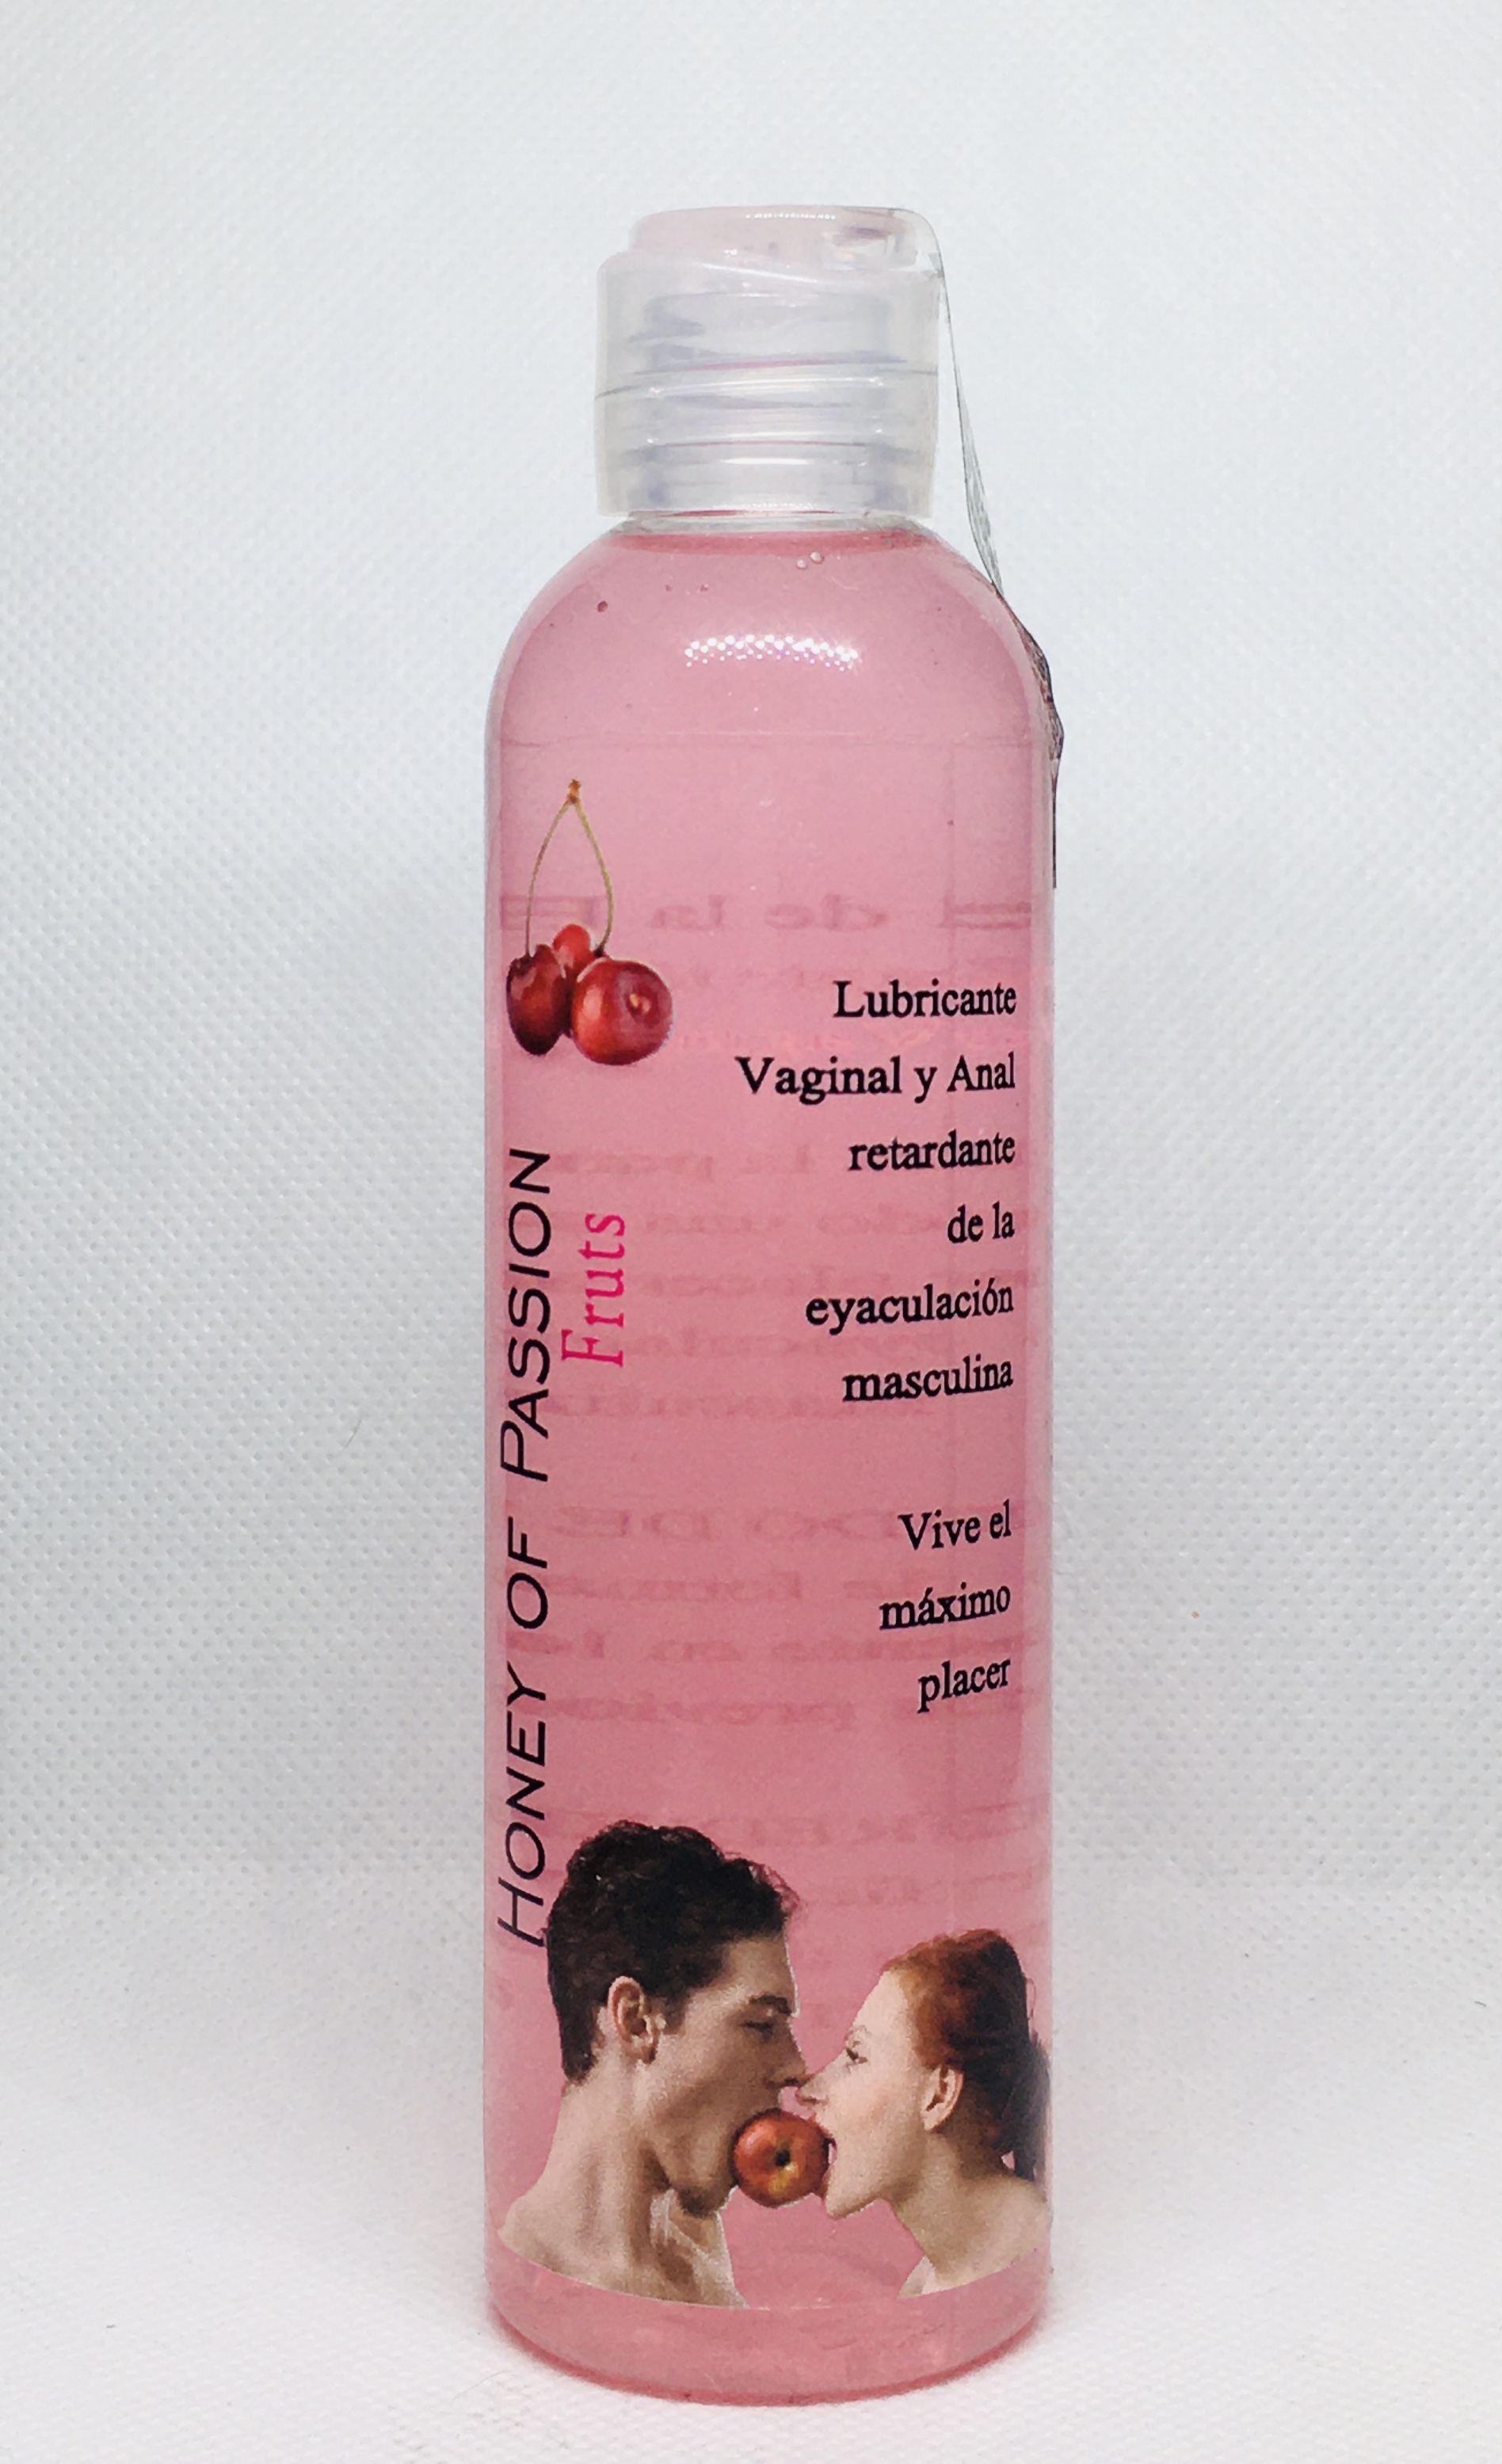 HONEY OF PASSION
Fruts
Lubricante
Vaginal y Anal
retardante
de la
eyaculación
masculina
Vive el
máximo
placer